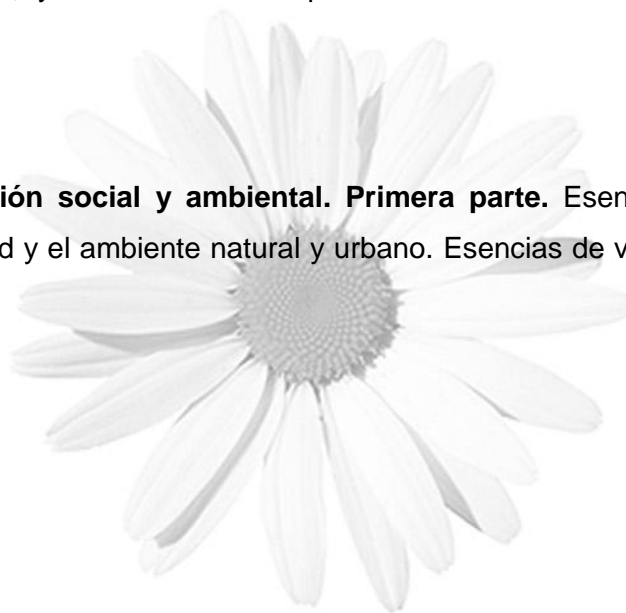 ión social y ambiental. Primera parte. Esen
d y el ambiente natural y urbano. Esencias de v